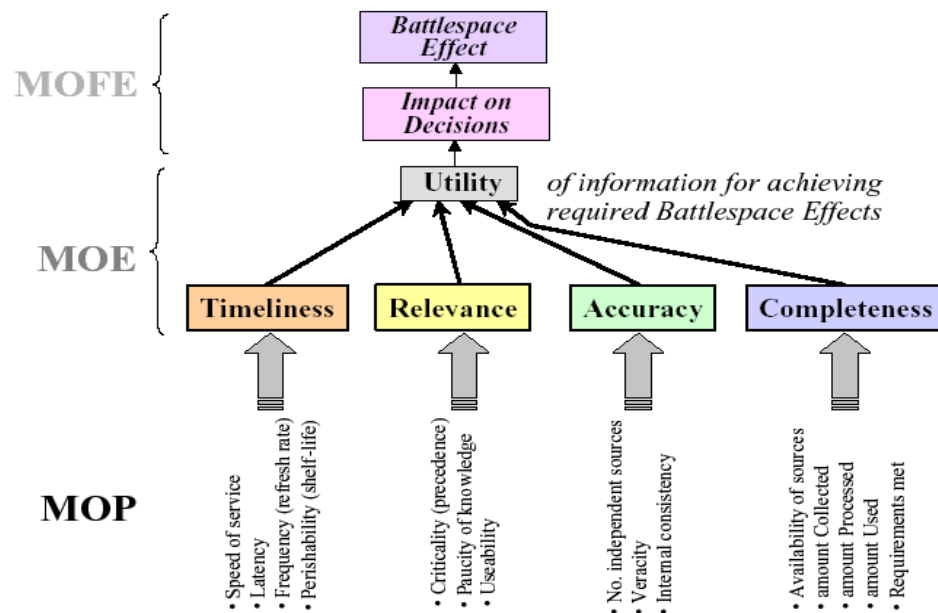 MOFE
Battlespace
Effect
Impact on
Decisions
MOE
Utility
of information for achieving
required Battlespace Effects
Timeliness
Relevance
Accuracy
Completeness
MOP
• Speed of service
• Latency
• Frequency (refresh rate)
• Perishability (shelf-life)
• Criticality (precedence)
• Paucity of knowledge
• Useability
• No. independent sources
• Veracity
• Internal consistency
• Availability of sources
• amount Collected
• amount Processed
• amount Used
• Requirements met